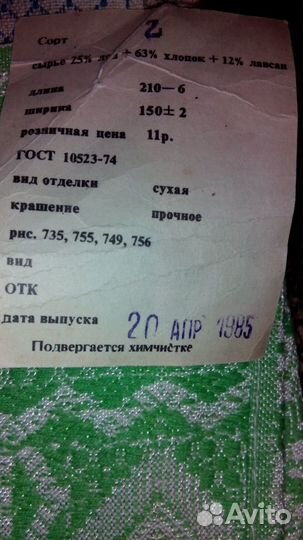 Сорт 2
сырье 25% лен + 63% хлопок + 12% лавсан
длина 210—6
ширина 150± 2
розничная цена 11р.
ГОСТ 10523-74
вид отделки сухая
крашение прочное
рис. 735, 755, 749, 756
вид
ОТК
дата выпуска 20 АПР 1985
Подвергается химчистке
Avito